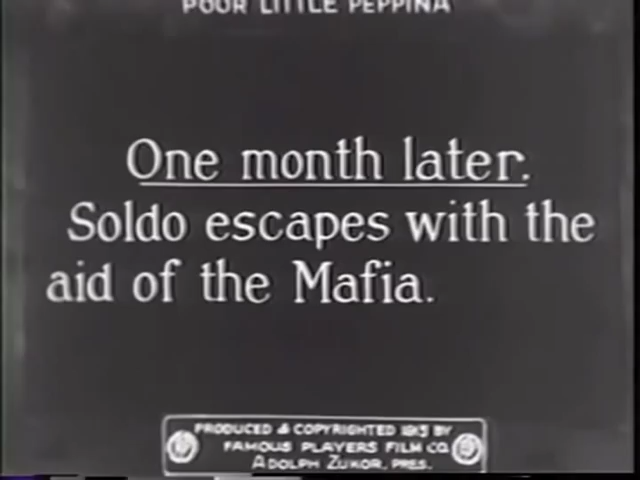 POOR LITTLE PEPPINA
One month later.
Soldo escapes with the
aid of the Mafia.
PRODUCED & COPYRIGHTED 1915 BY
FAMOUS PLAYERS FILM CO.
ADOLPH ZUKOR, PRES.